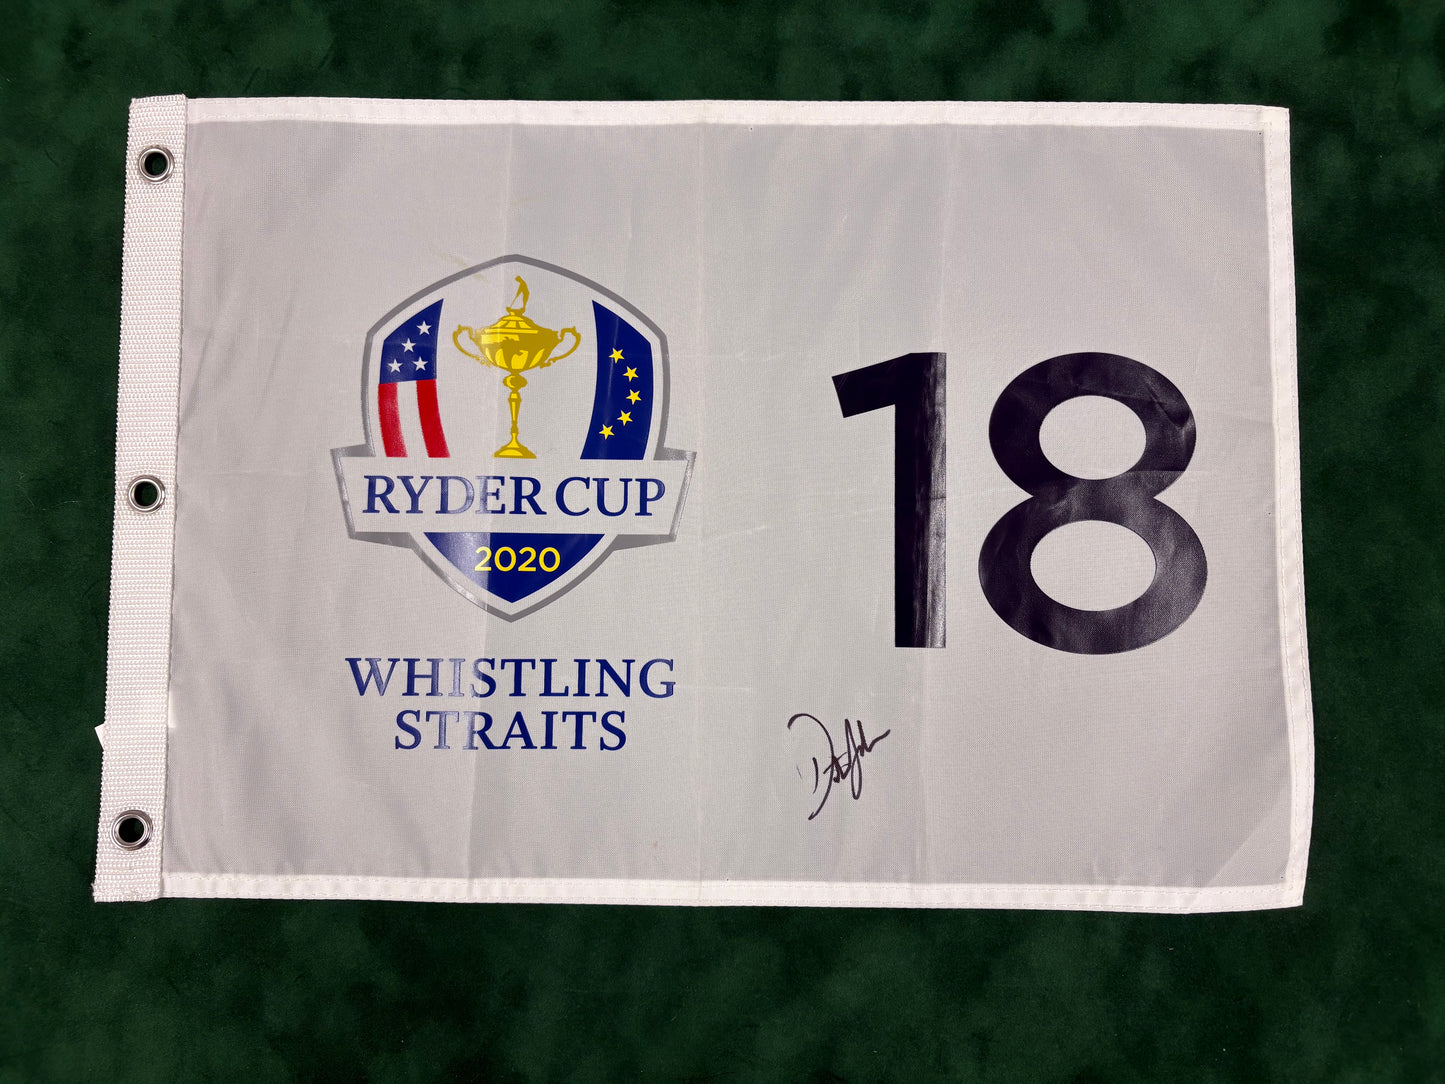 RYDER CUP
2020
WHISTLING
STRAITS
18